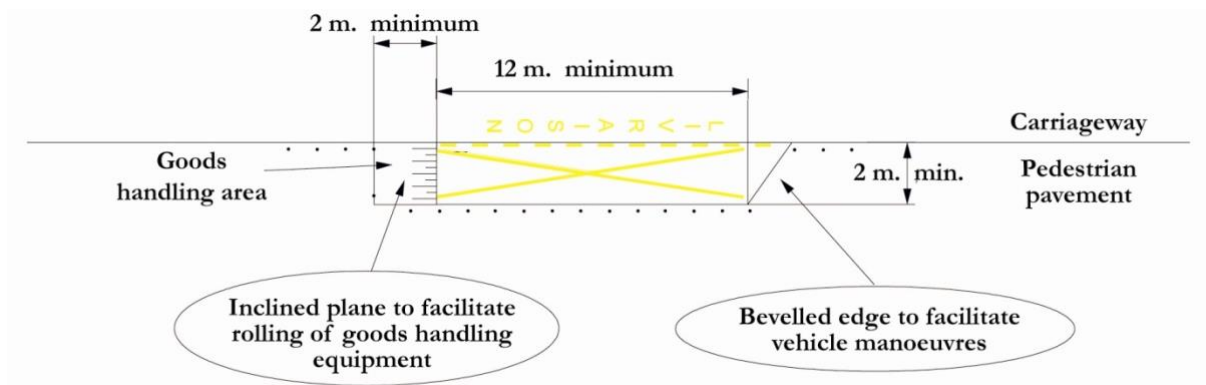 2 m. minimum
12 m. minimum
LIVRAISON
Carriageway
Goods
handling area
2 m. min.
Pedestrian
pavement
Inclined plane to facilitate
rolling of goods handling
equipment
Bevelled edge to facilitate
vehicle manoeuvres